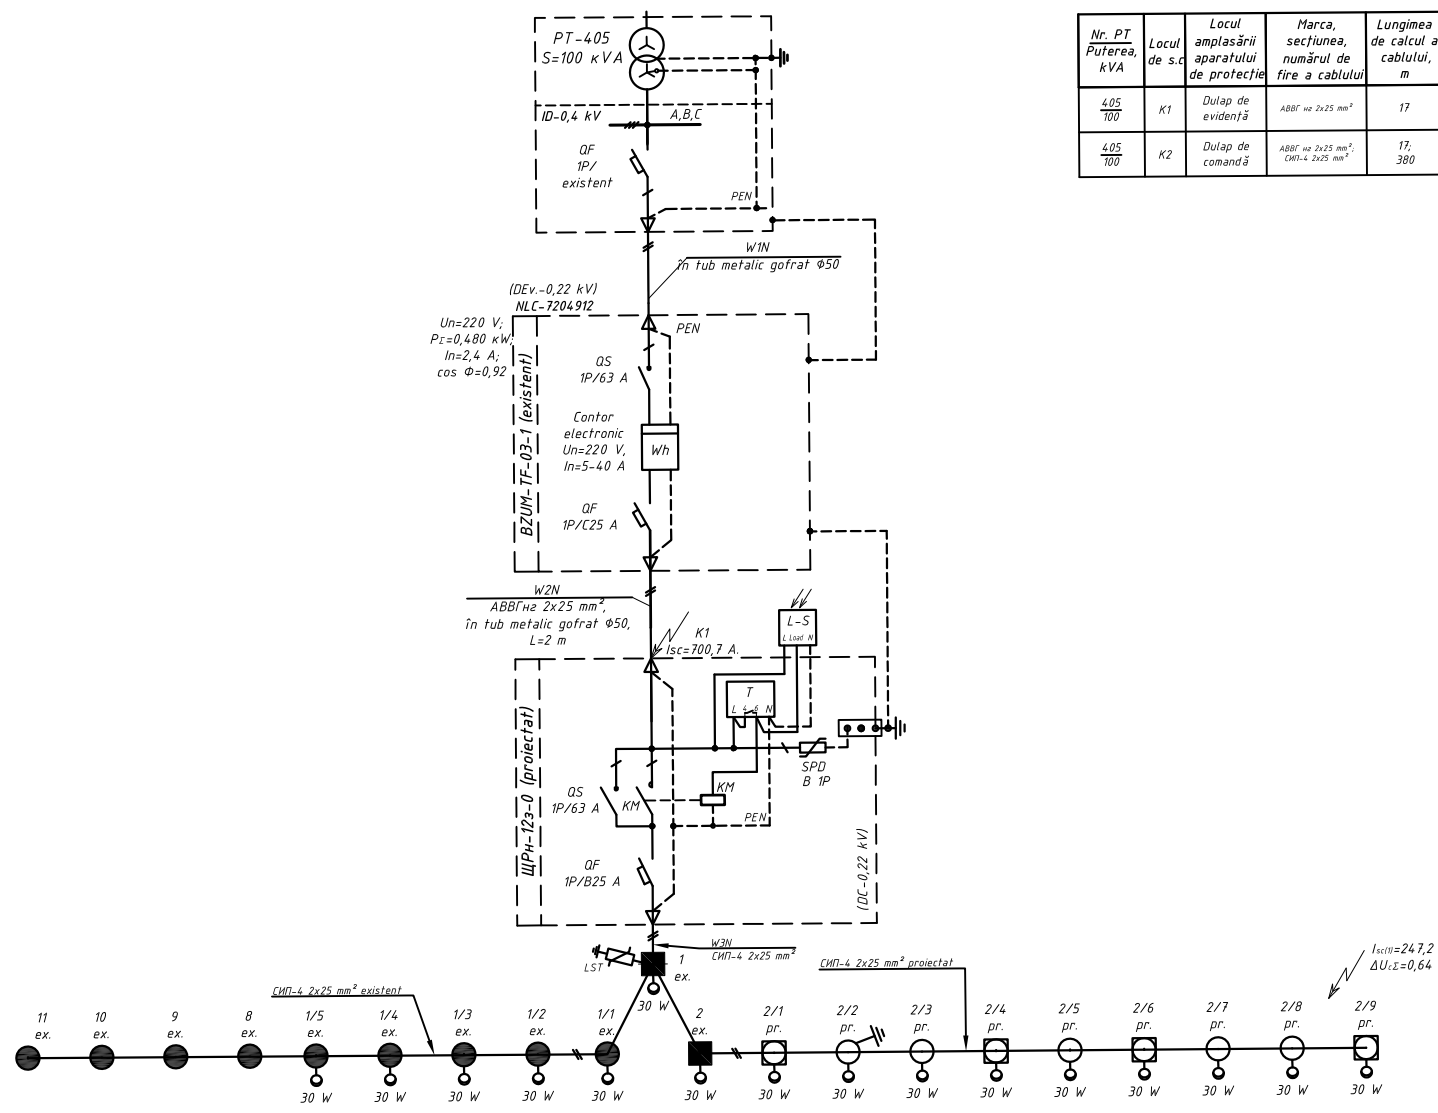 PT-405
S=100 кVA
ID-0,4 kV
A,B,C
QF
1P/
existent
PEN
W1N
în tub metalic gofrat Ф50
(DEv.-0,22 kV)
NLC-7204912
Un=220 V;
PΣ=0,480 кW;
In=2,4 A;
cos Ф=0,92
BZUM-TF-03-1 (existent)
PEN
QS
1P/63 A
Contor
electronic
Un=220 V,
In=5-40 A
Wh
QF
1P/C25 A
W2N
АВВГнг 2x25 mm²,
în tub metalic gofrat Ф50,
L=2 m
K1
Isc=700,7 A.
L-S
L Load N
T
L 4 6 N
ЩРн-12з-0 (proiectat)
SPD
B 1P
QS
1P/63 A
KM
KM
PEN
QF
1P/B25 A
(DC-0,22 kV)
W3N
СИП-4 2x25 mm²
LST
1
ex.
30 W
СИП-4 2x25 mm² existent
СИП-4 2x25 mm² proiectat
Isc(1)=247,2
ΔUcΣ=0,64
11 10 9 8 1/5 1/4 1/3 1/2 1/1 2 2/1 2/2 2/3 2/4 2/5 2/6 2/7 2/8 2/9
ex. ex. ex. ex. ex. ex. ex. ex. ex. ex. pr. pr. pr. pr. pr. pr. pr. pr. pr.
30 W 30 W 30 W 30 W 30 W 30 W 30 W 30 W 30 W 30 W 30 W 30 W 30 W 30 W 30 W
Nr. PT
Puterea,
kVA
Locul
de s.c
Locul
amplasării
aparatului
de protecție
Marca,
secțiunea,
numărul de
fire a cablului
Lungimea
de calcul a
cablului,
m
405
100
K1
Dulap de
evidență
АВВГ нг 2x25 mm²
17
405
100
K2
Dulap de
comandă
АВВГ нг 2x25 mm²;
СИП-4 2x25 mm²
17;
380